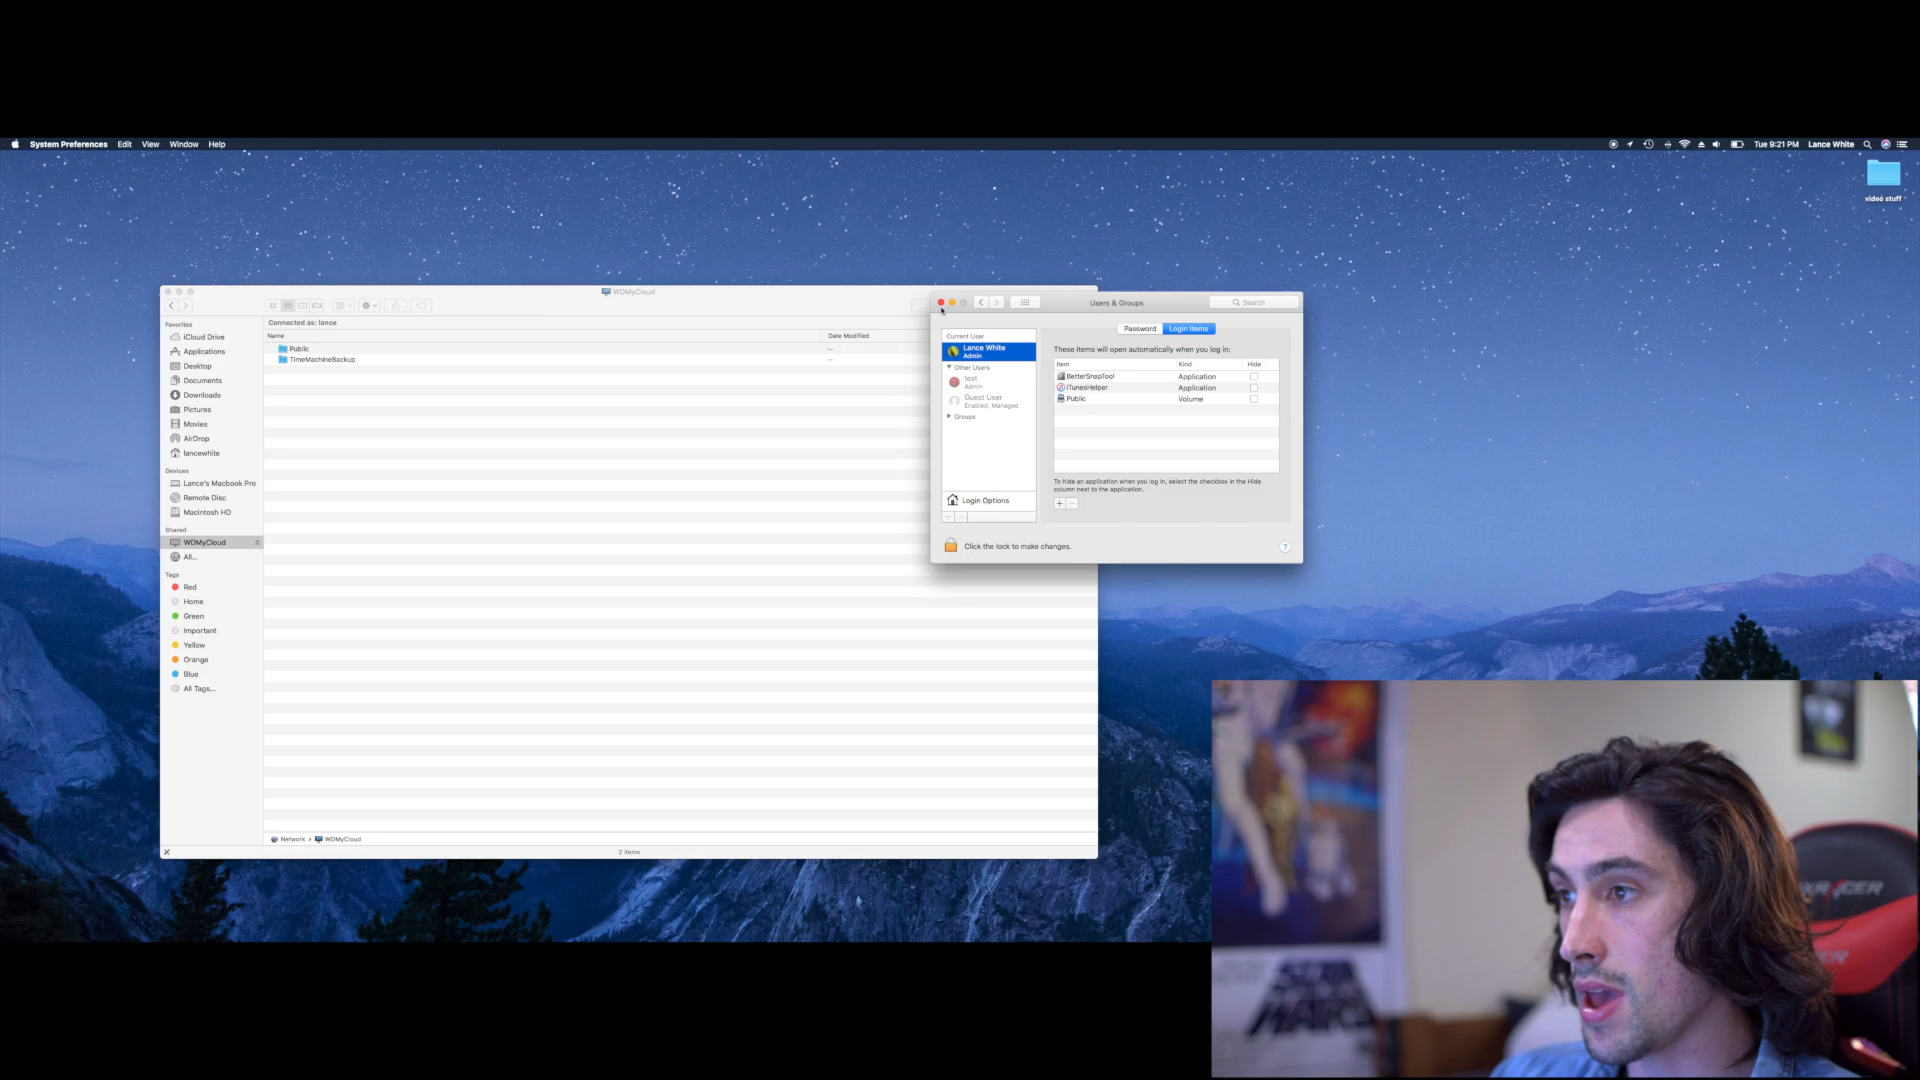 System Preferences Edit View Window Help
Tue 9:21 PM Lance White
video stuff
WDMyCloud
Connected as: lance
Name Date Modified
Public --
TimeMachineBackup --
Favorites
iCloud Drive
Applications
Desktop
Documents
Downloads
Pictures
Movies
AirDrop
lancewhite
Devices
Lance's Macbook Pro
Remote Disc
Macintosh HD
Shared
WDMyCloud
All...
Tags
Red
Home
Green
Important
Yellow
Orange
Blue
All Tags...
Network > WDMyCloud
2 items
Users & Groups
Search
Password Login Items
Current User
Lance White
Admin
Other Users
test
Admin
Guest User
Enabled, Managed
Groups
Login Options
These items will open automatically when you log in:
Item Kind Hide
BetterSnapTool Application
iTunesHelper Application
Public Volume
To hide an application when you log in, select the checkbox in the Hide
column next to the application.
+ −
Click the lock to make changes.
?
STAR
WARS